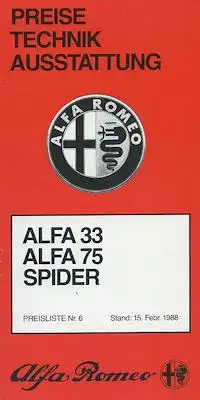 PREISE
TECHNIK
AUSSTATTUNG
ALFA ROMEO
ALFA 33
ALFA 75
SPIDER
PREISLISTE Nr. 6 Stand: 15. Febr. 1988
Alfa Romeo